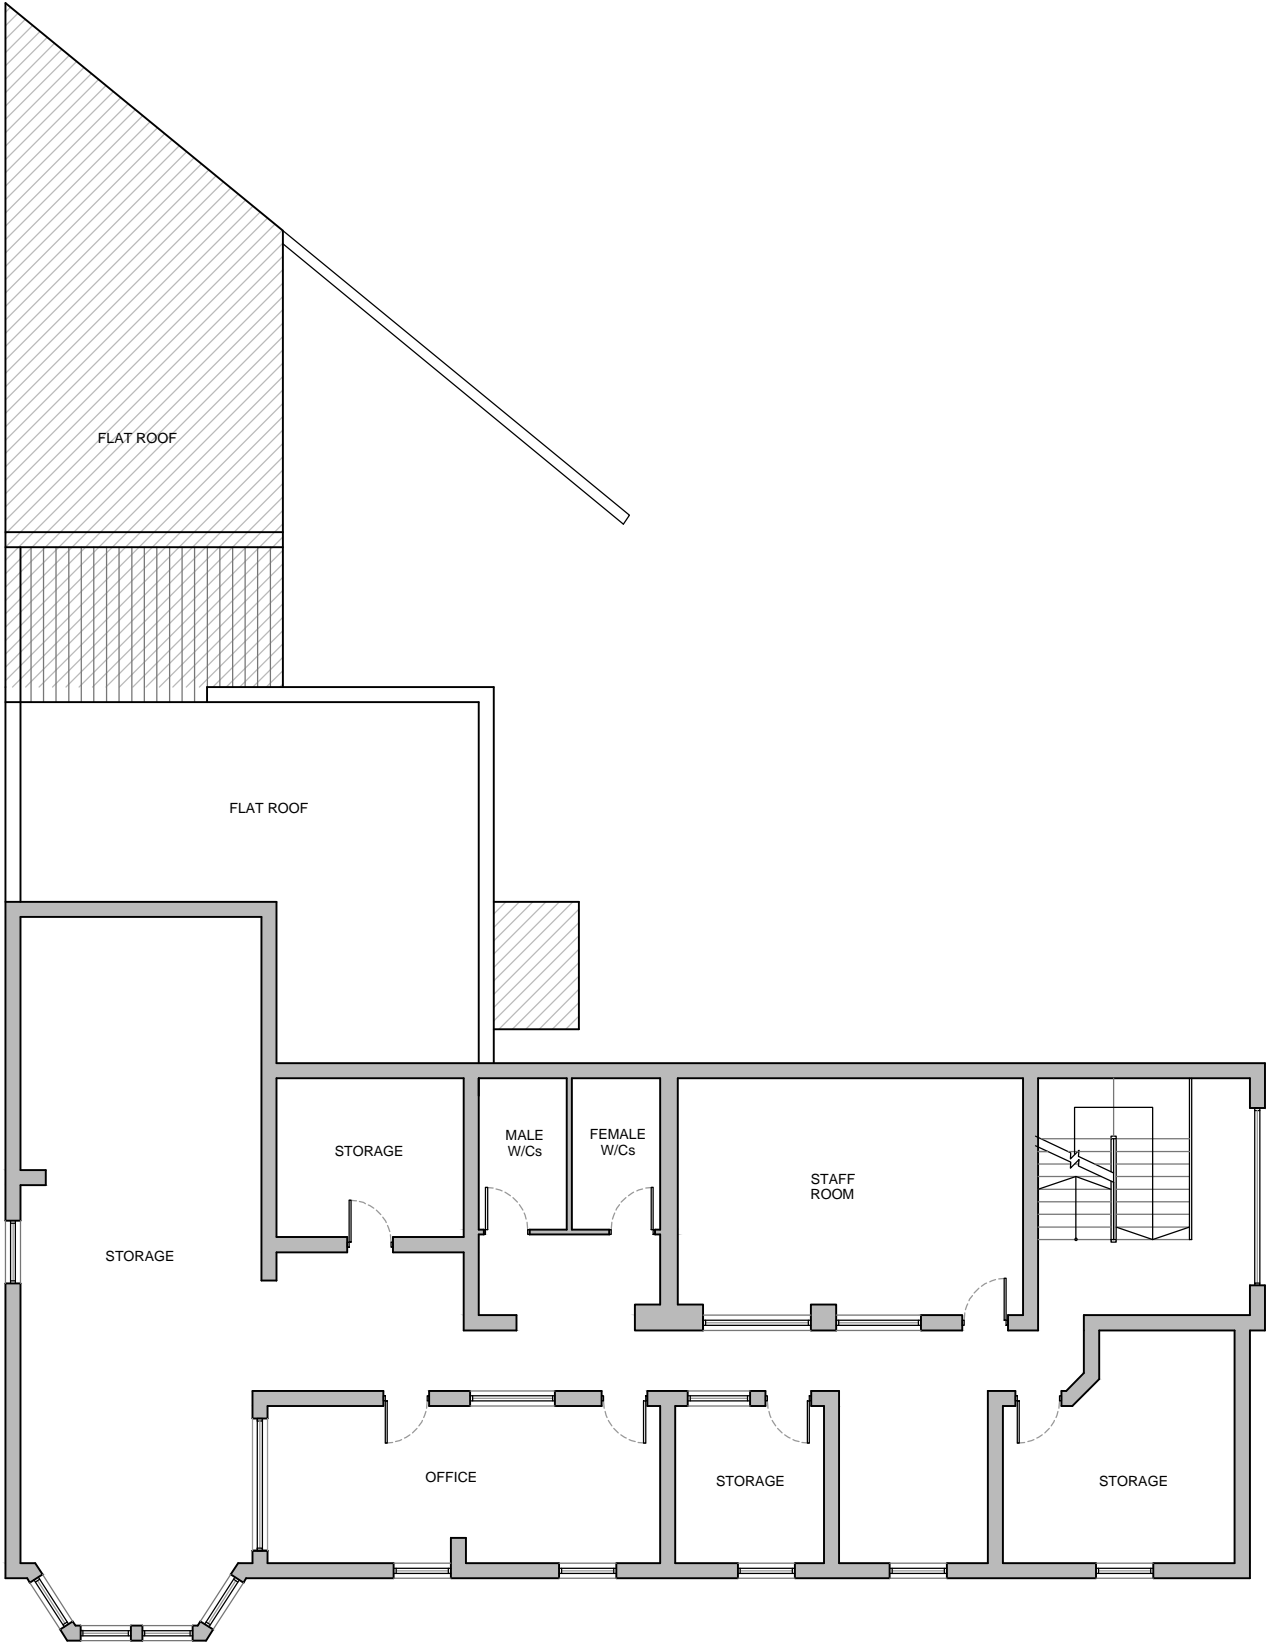 FLAT ROOF
FLAT ROOF
STORAGE
MALE
W/Cs
FEMALE
W/Cs
STAFF
ROOM
STORAGE
OFFICE
STORAGE
STORAGE